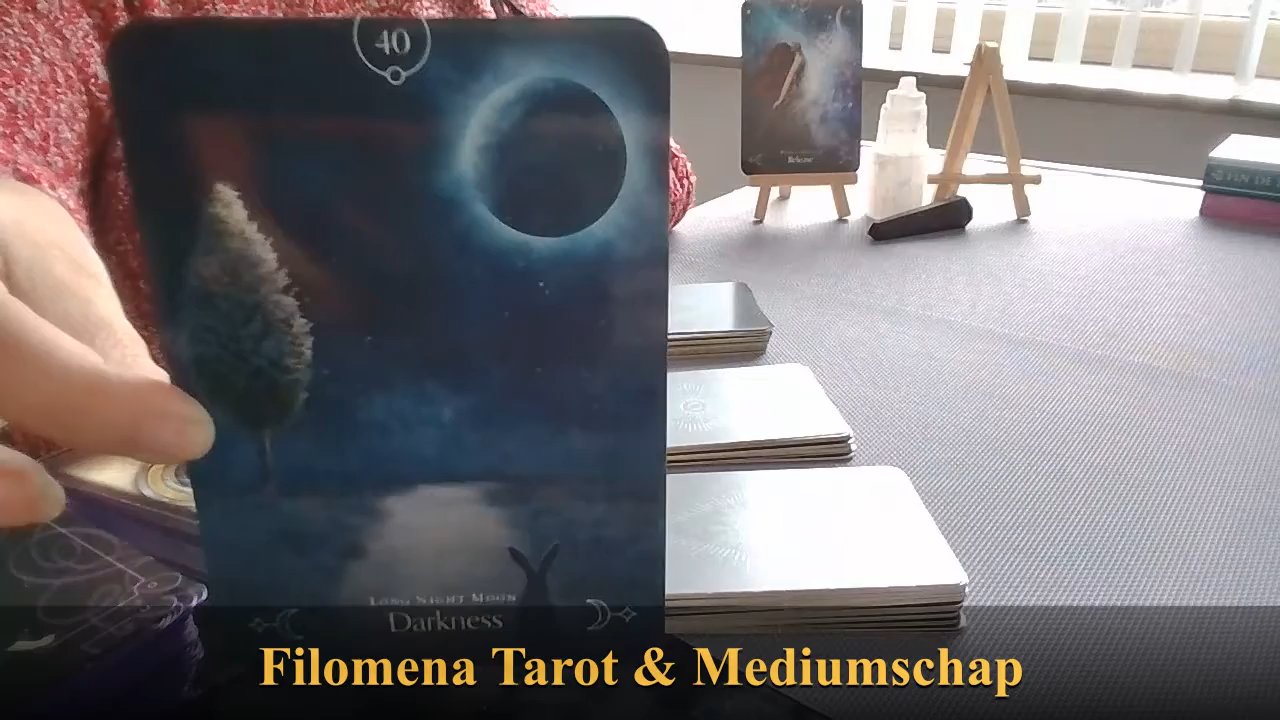 40
Release
LONG NIGHT MOON
Darkness
Filomena Tarot & Mediumschap